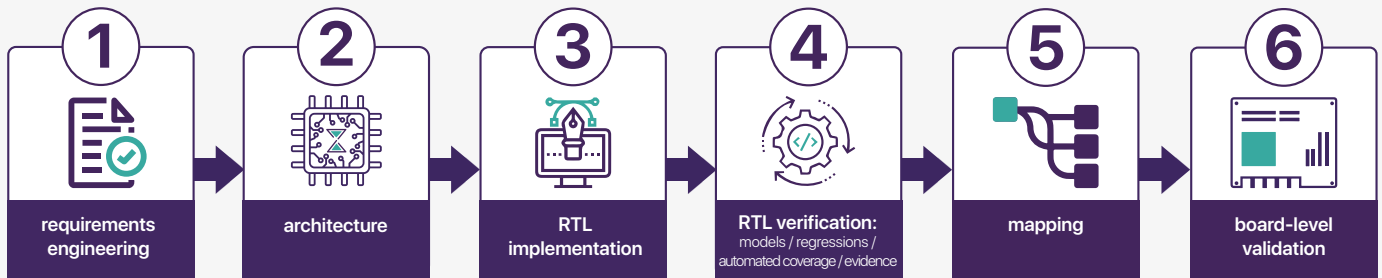 1
requirements
engineering
2
architecture
3
RTL
implementation
4
</>
RTL verification:
models / regressions /
automated coverage / evidence
5
mapping
6
board-level
validation